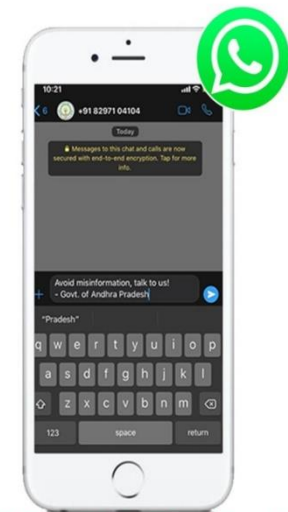 10:21
6
+91 82971 04104
Today
Messages to this chat and calls are now
secured with end-to-end encryption. Tap for more
info.
Avoid misinformation, talk to us!
- Govt. of Andhra Pradesh
"Pradesh"
q w e r t y u i o p
a s d f g h j k l
z x c v b n m
123 space return